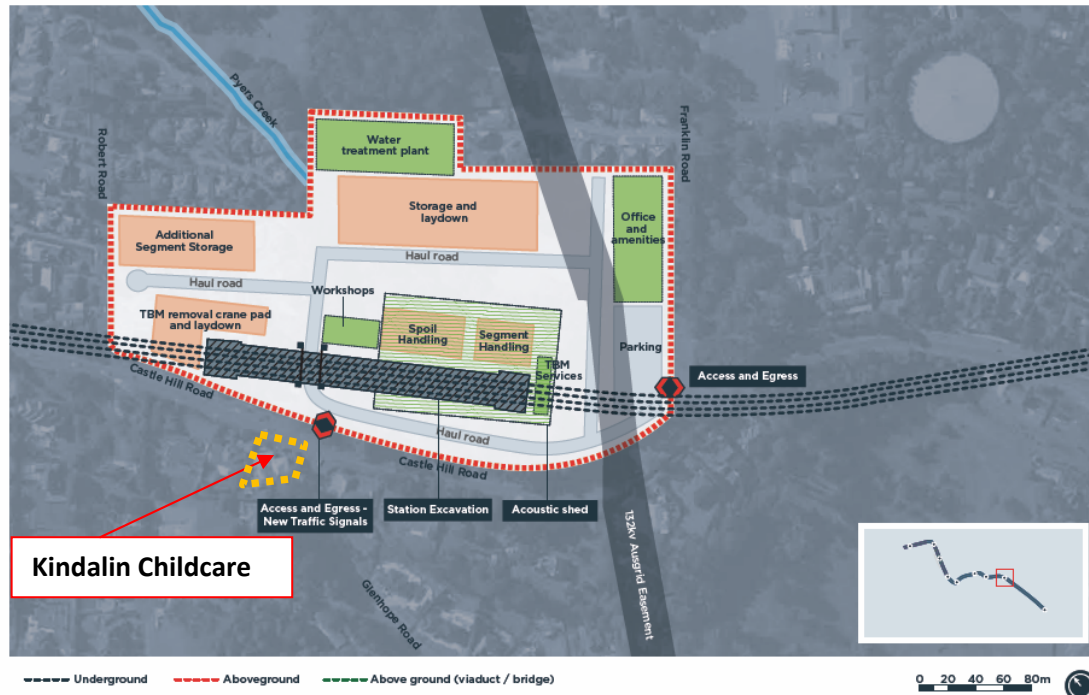 Pyers Creek
Robert Road
Franklin Road
Water
treatment plant
Storage and
laydown
Office
and
amenities
Additional
Segment Storage
Haul road
Haul road
Workshops
TBM removal crane pad
and laydown
Spoil
Handling
Segment
Handling
TBM
Services
Parking
Access and Egress
Castle Hill Road
Haul road
Castle Hill Road
Access and Egress -
New Traffic Signals
Station Excavation
Acoustic shed
132kv Ausgrid Easement
Kindalin Childcare
Glenhope Road
Underground
Aboveground
Above ground (viaduct / bridge)
0 20 40 60 80m